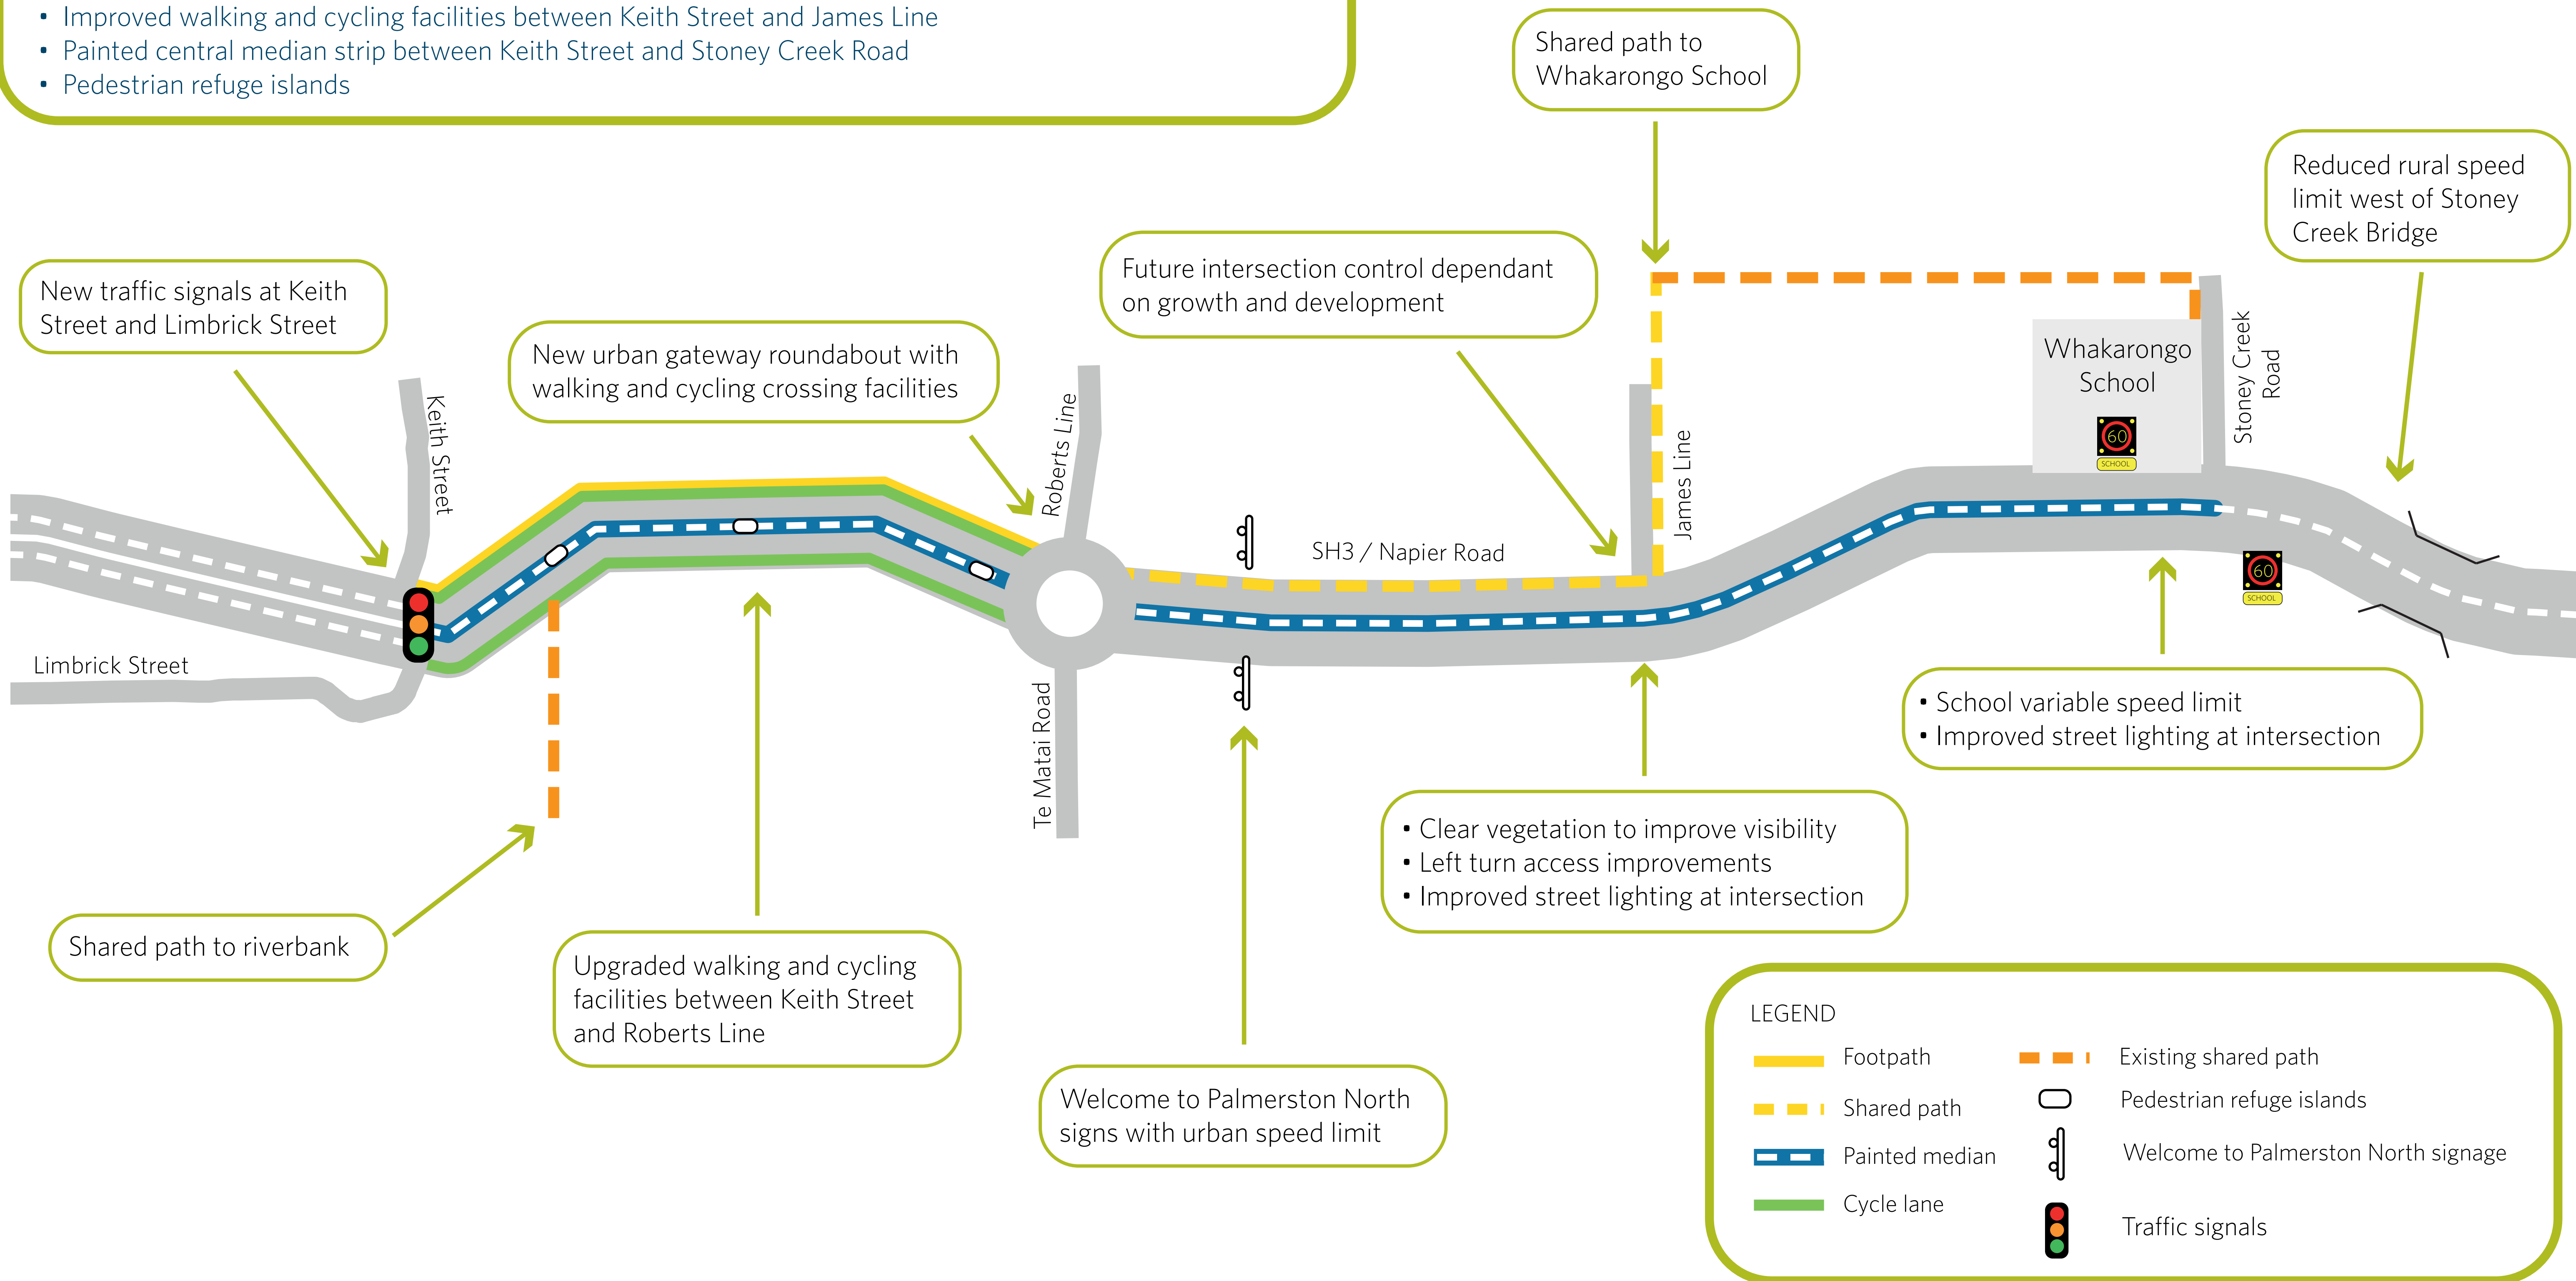 • Improved walking and cycling facilities between Keith Street and James Line
• Painted central median strip between Keith Street and Stoney Creek Road
• Pedestrian refuge islands
Shared path to
Whakarongo School
Reduced rural speed
limit west of Stoney
Creek Bridge
Future intersection control dependant
on growth and development
New traffic signals at Keith
Street and Limbrick Street
New urban gateway roundabout with
walking and cycling crossing facilities
Keith Street
Roberts Line
James Line
Whakarongo
School
60
SCHOOL
Stoney Creek
Road
SH3 / Napier Road
60
SCHOOL
Limbrick Street
Te Matai Road
• School variable speed limit
• Improved street lighting at intersection
• Clear vegetation to improve visibility
• Left turn access improvements
• Improved street lighting at intersection
Shared path to riverbank
Upgraded walking and cycling
facilities between Keith Street
and Roberts Line
Welcome to Palmerston North
signs with urban speed limit
LEGEND
Footpath
Shared path
Painted median
Cycle lane
Existing shared path
Pedestrian refuge islands
Welcome to Palmerston North signage
Traffic signals